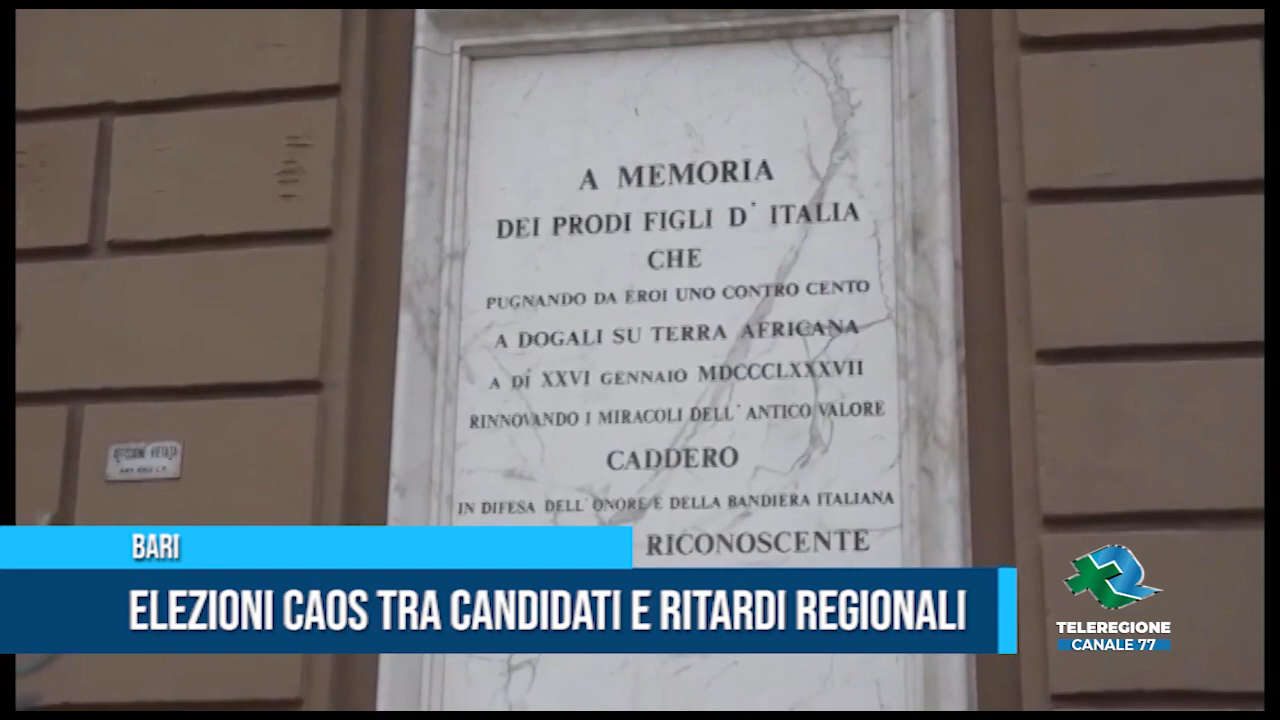 A MEMORIA
DEI PRODI FIGLI D' ITALIA
CHE
PUGNANDO DA EROI UNO CONTRO CENTO
A DOGALI SU TERRA AFRICANA
A DÍ XXVI GENNAIO MDCCCLXXXVII
RINNOVANDO I MIRACOLI DELL' ANTICO VALORE
CADDERO
IN DIFESA DELL' ONORE E DELLA BANDIERA ITALIANA
RICONOSCENTE
AFFISSIONE VIETATA
BARI
ELEZIONI CAOS TRA CANDIDATI E RITARDI REGIONALI
TELEREGIONE
CANALE 77